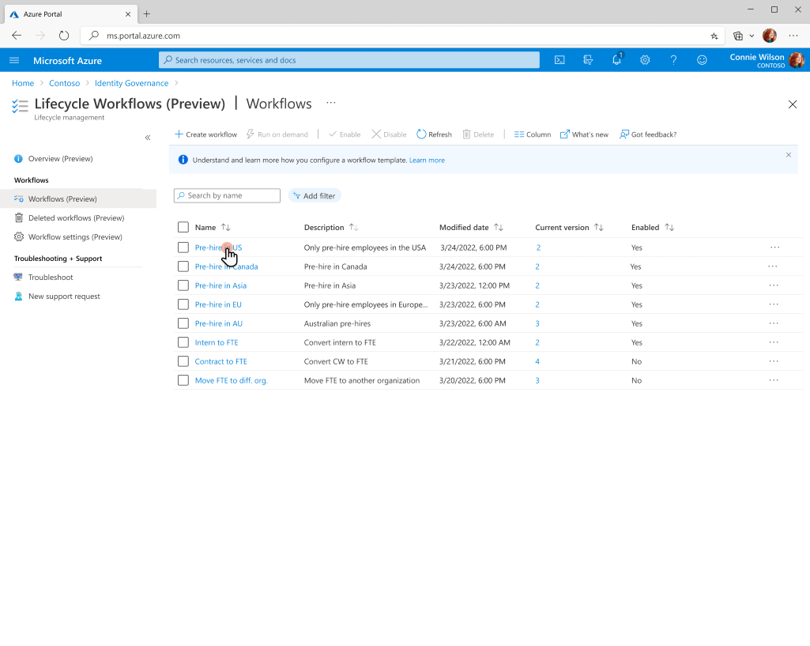 Azure Portal
ms.portal.azure.com
Microsoft Azure
Search resources, services and docs
1
Connie Wilson
CONTOSO
Home > Contoso > Identity Governance >
Lifecycle Workflows (Preview) | Workflows ...
Lifecycle management
Create workflow
Run on demand
Enable
Disable
Refresh
Delete
Column
What's new
Got feedback?
Overview (Preview)
Workflows
Workflows (Preview)
Deleted workflows (Preview)
Workflow settings (Preview)
Troubleshooting + Support
Troubleshoot
New support request
Understand and learn more how you configure a workflow template. Learn more
Search by name
Add filter
Name Description Modified date Current version Enabled
US Only pre-hire employees in the USA 3/24/2022, 6:00 PM 2 Yes ...
Pre-hire in Canada Pre-hire in Canada 3/24/2022, 6:00 PM 2 Yes ...
Pre-hire in Asia Pre-hire in Asia 3/23/2022, 12:00 PM 2 Yes ...
Pre-hire in EU Only pre-hire employees in Europe... 3/23/2022, 6:00 PM 2 Yes ...
Pre-hire in AU Australian pre-hires 3/23/2022, 6:00 AM 3 Yes ...
Intern to FTE Convert intern to FTE 3/22/2022, 12:00 AM 2 Yes ...
Contract to FTE Convert CW to FTE 3/21/2022, 6:00 PM 4 No ...
Move FTE to diff. org. Move FTE to another organization 3/20/2022, 6:00 PM 3 No ...